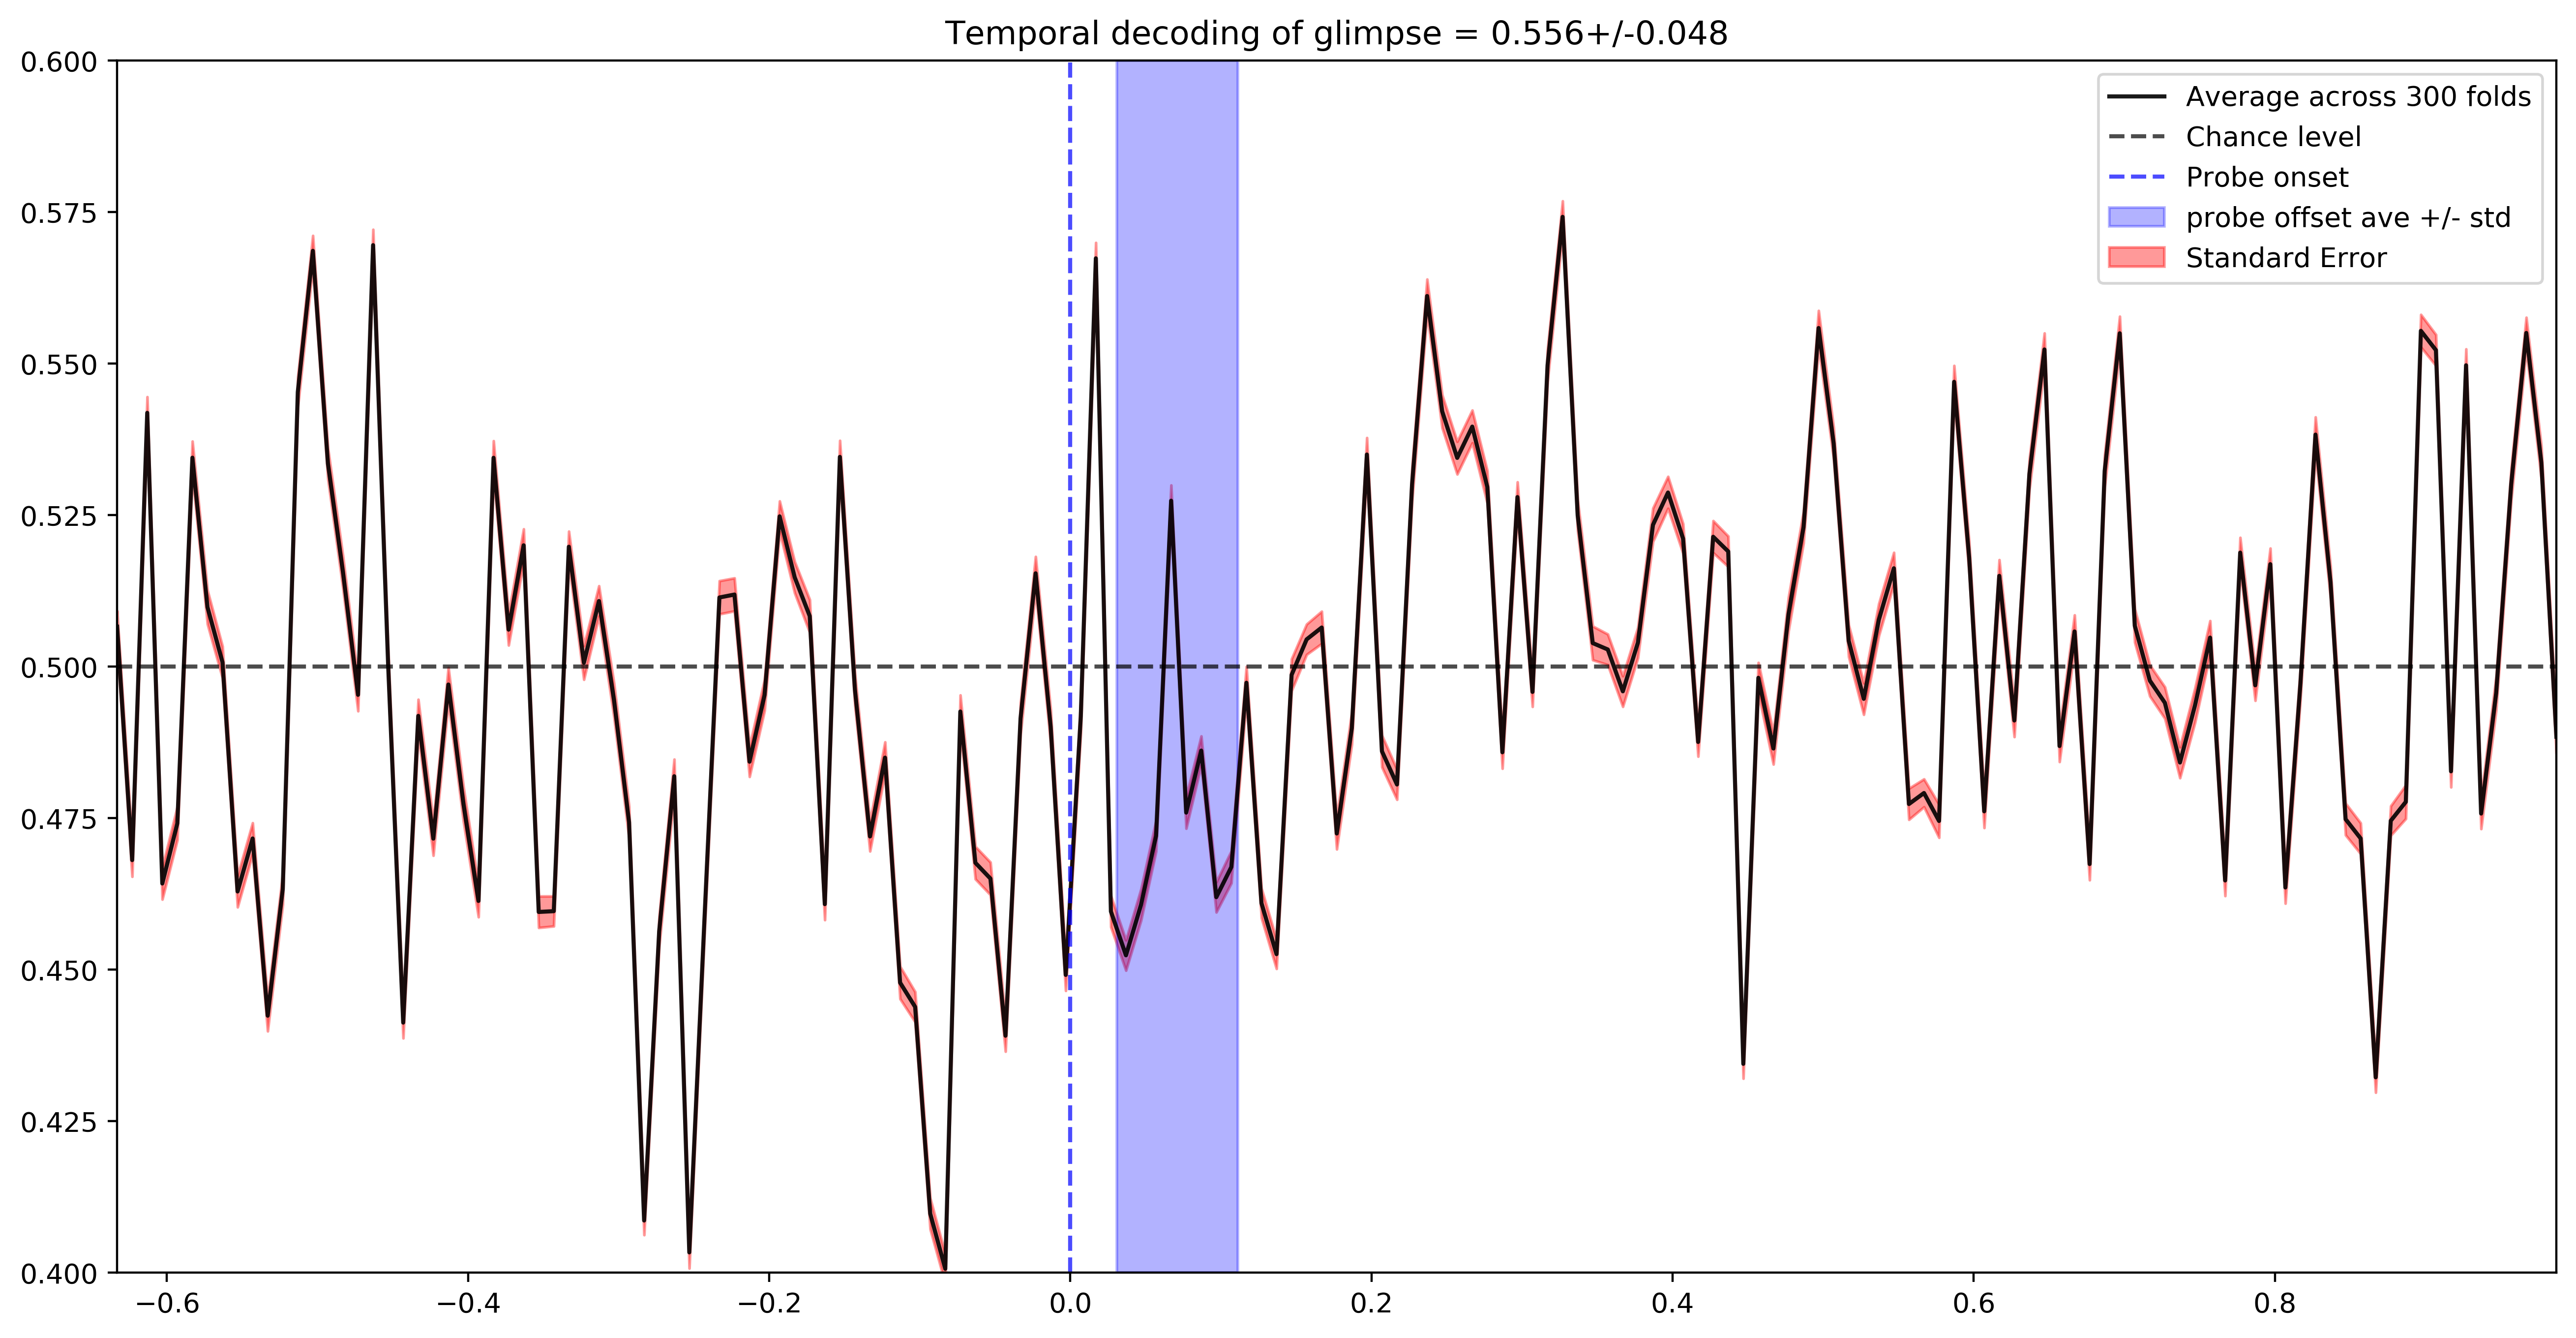 Temporal decoding of glimpse = 0.556+/-0.048
0.600
0.575
0.550
0.525
0.500
0.475
0.450
0.425
0.400
Average across 300 folds
Chance level
Probe onset
probe offset ave +/- std
Standard Error
−0.6 −0.4 −0.2 0.0 0.2 0.4 0.6 0.8